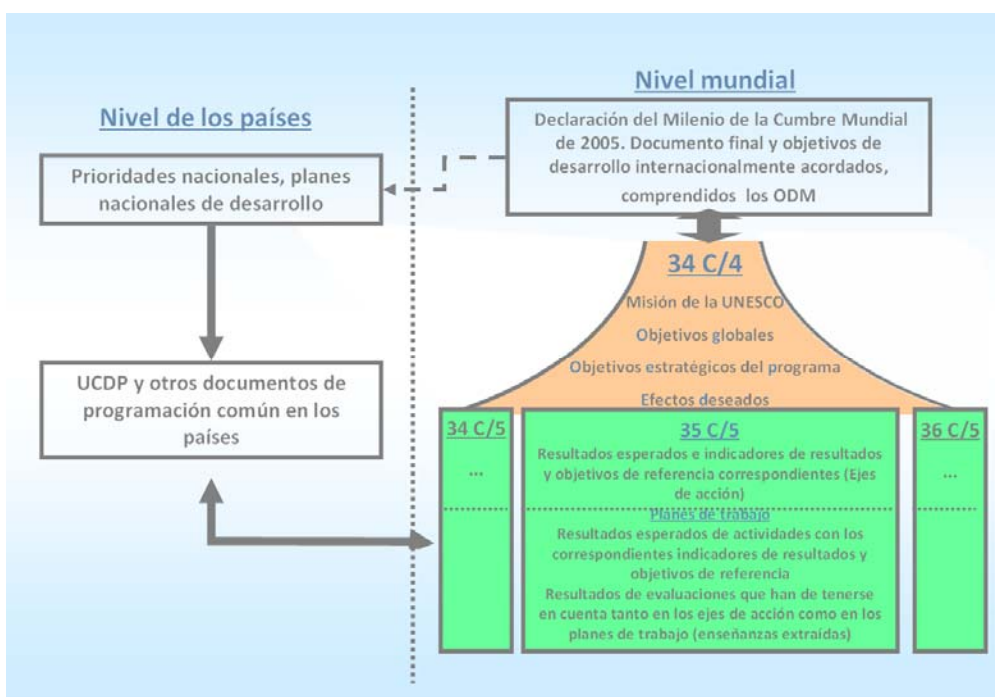 Nivel de los países
Prioridades nacionales, planes
nacionales de desarrollo
UCDP y otros documentos de
programación común en los
países
Nivel mundial
Declaración del Milenio de la Cumbre Mundial
de 2005. Documento final y objetivos de
desarrollo internacionalmente acordados,
comprendidos los ODM
34 C/4
Misión de la UNESCO
Objetivos globales
Objetivos estratégicos del programa
Efectos deseados
34 C/5
...
35 C/5
Resultados esperados e indicadores de resultados
y objetivos de referencia correspondientes (Ejes
de acción)
Planes de trabajo
Resultados esperados de actividades con los
correspondientes indicadores de resultados y
objetivos de referencia
Resultados de evaluaciones que han de tenerse
en cuenta tanto en los ejes de acción como en los
planes de trabajo (enseñanzas extraídas)
36 C/5
...